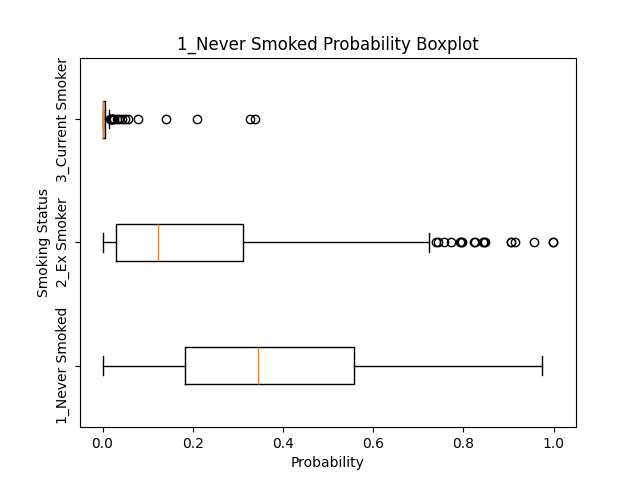 1_Never Smoked Probability Boxplot
Smoking Status
3_Current Smoker
2_Ex Smoker
1_Never Smoked
0.0 0.2 0.4 0.6 0.8 1.0
Probability